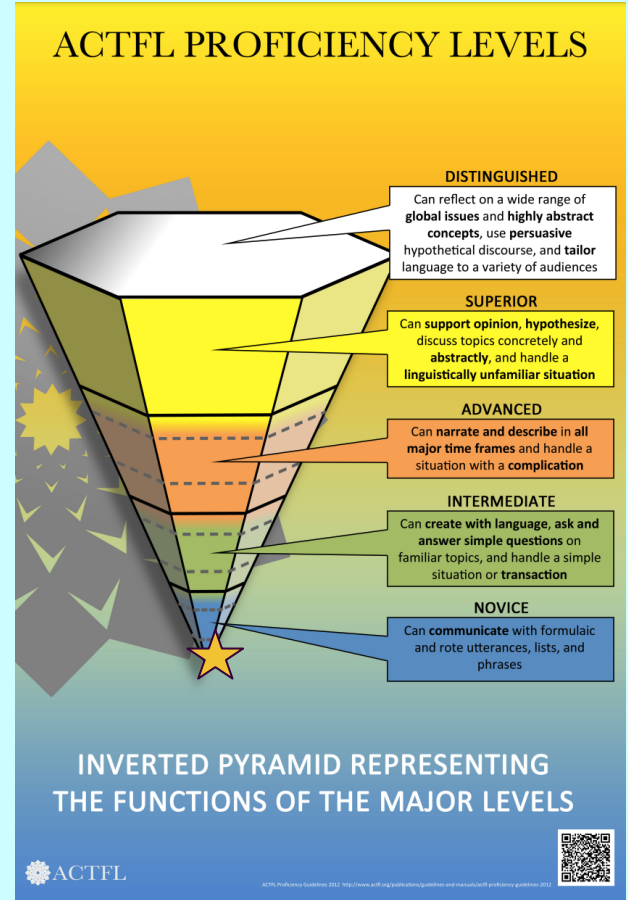 ACTFL PROFICIENCY LEVELS
DISTINGUISHED
Can reflect on a wide range of
global issues and highly abstract
concepts, use persuasive
hypothetical discourse, and tailor
language to a variety of audiences
SUPERIOR
Can support opinion, hypothesize,
discuss topics concretely and
abstractly, and handle a
linguistically unfamiliar situation
ADVANCED
Can narrate and describe in all
major time frames and handle a
situation with a complication
INTERMEDIATE
Can create with language, ask and
answer simple questions on
familiar topics, and handle a simple
situation or transaction
NOVICE
Can communicate with formulaic
and rote utterances, lists, and
phrases
INVERTED PYRAMID REPRESENTING
THE FUNCTIONS OF THE MAJOR LEVELS
ACTFL
ACTFL Proficiency Guidelines 2012 http://www.actfl.org/publications/guidelines-and-manuals/actfl-proficiency-guidelines-2012